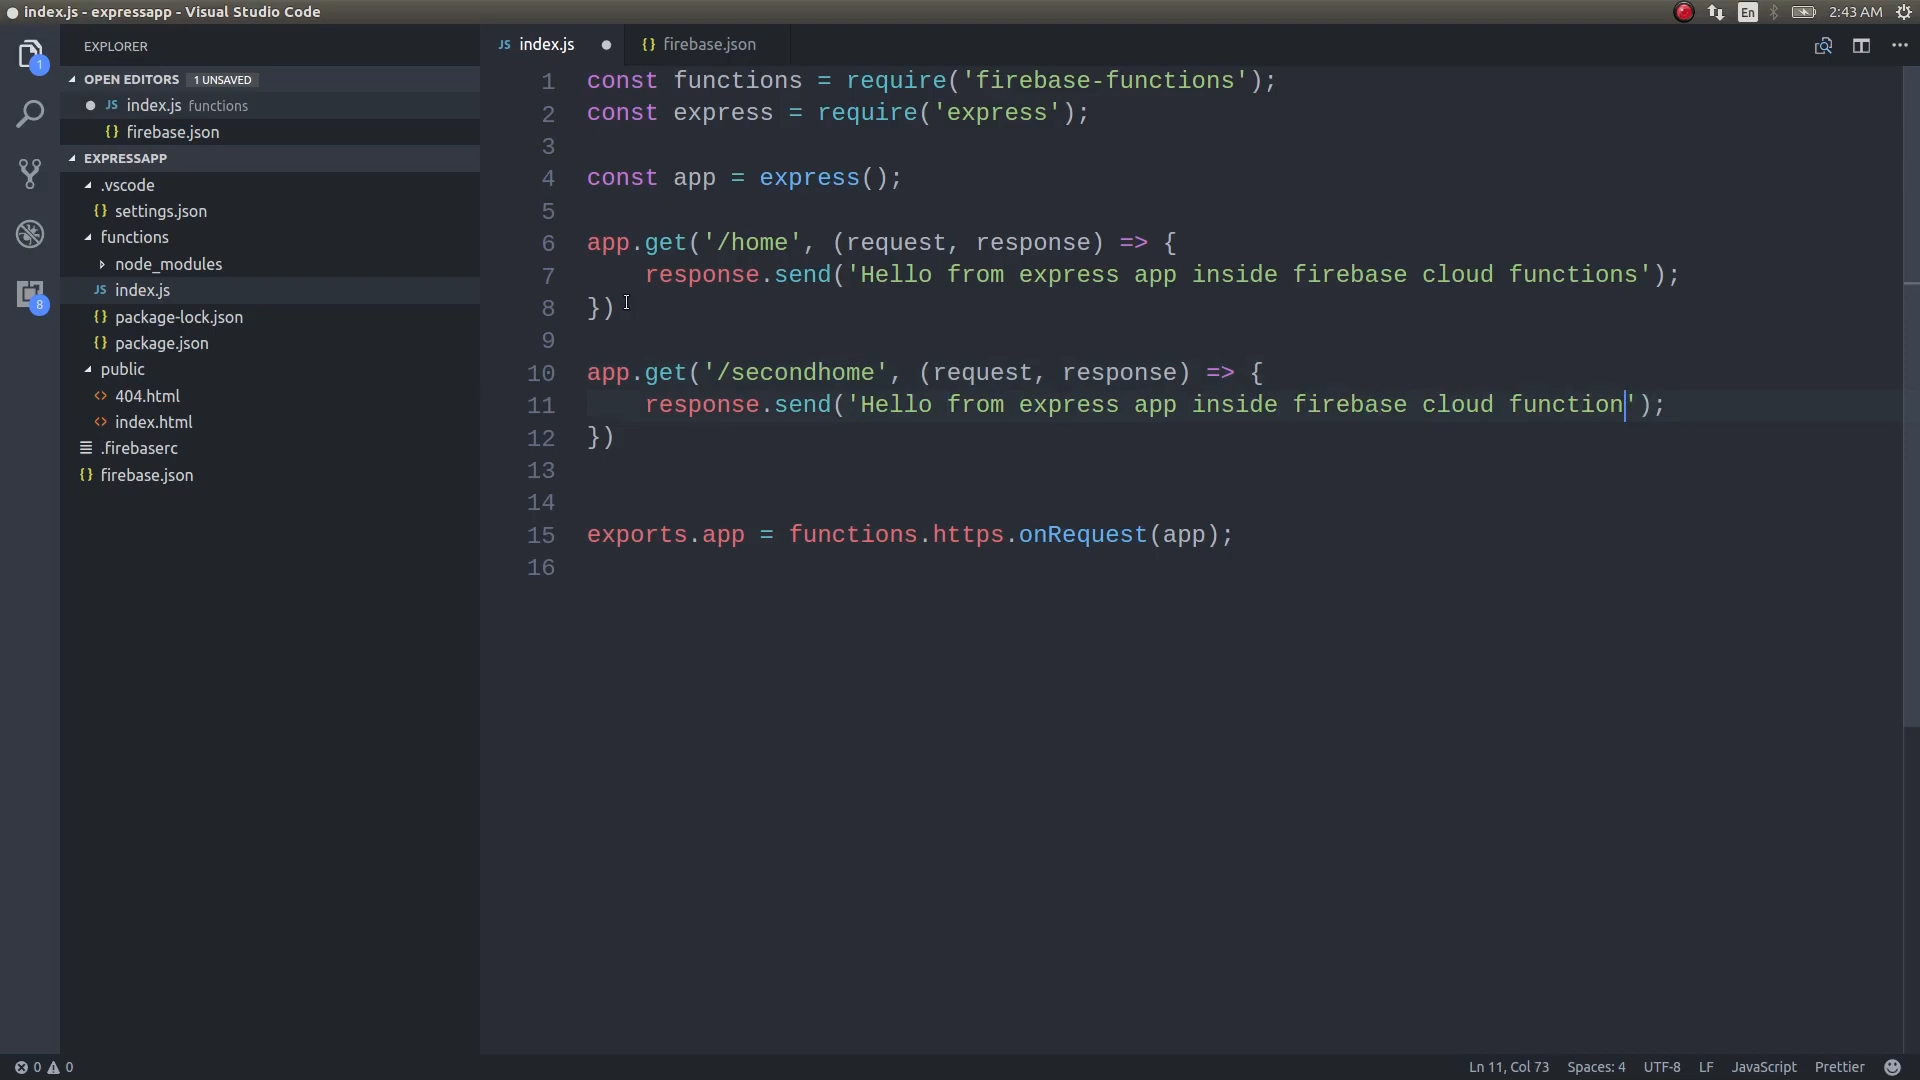 index.js - expressapp - Visual Studio Code
En
2:43 AM
EXPLORER
OPEN EDITORS 1 UNSAVED
JS index.js functions
{} firebase.json
EXPRESSAPP
.vscode
{} settings.json
functions
node_modules
JS index.js
{} package-lock.json
{} package.json
public
<> 404.html
<> index.html
.firebaserc
{} firebase.json
1
8
JS index.js
{} firebase.json
1 const functions = require('firebase-functions');
2 const express = require('express');
3
4 const app = express();
5
6 app.get('/home', (request, response) => {
7 response.send('Hello from express app inside firebase cloud functions');
8 })
9
10 app.get('/secondhome', (request, response) => {
11 response.send('Hello from express app inside firebase cloud function');
12 })
13
14
15 exports.app = functions.https.onRequest(app);
16
0 0
Ln 11, Col 73 Spaces: 4 UTF-8 LF JavaScript Prettier